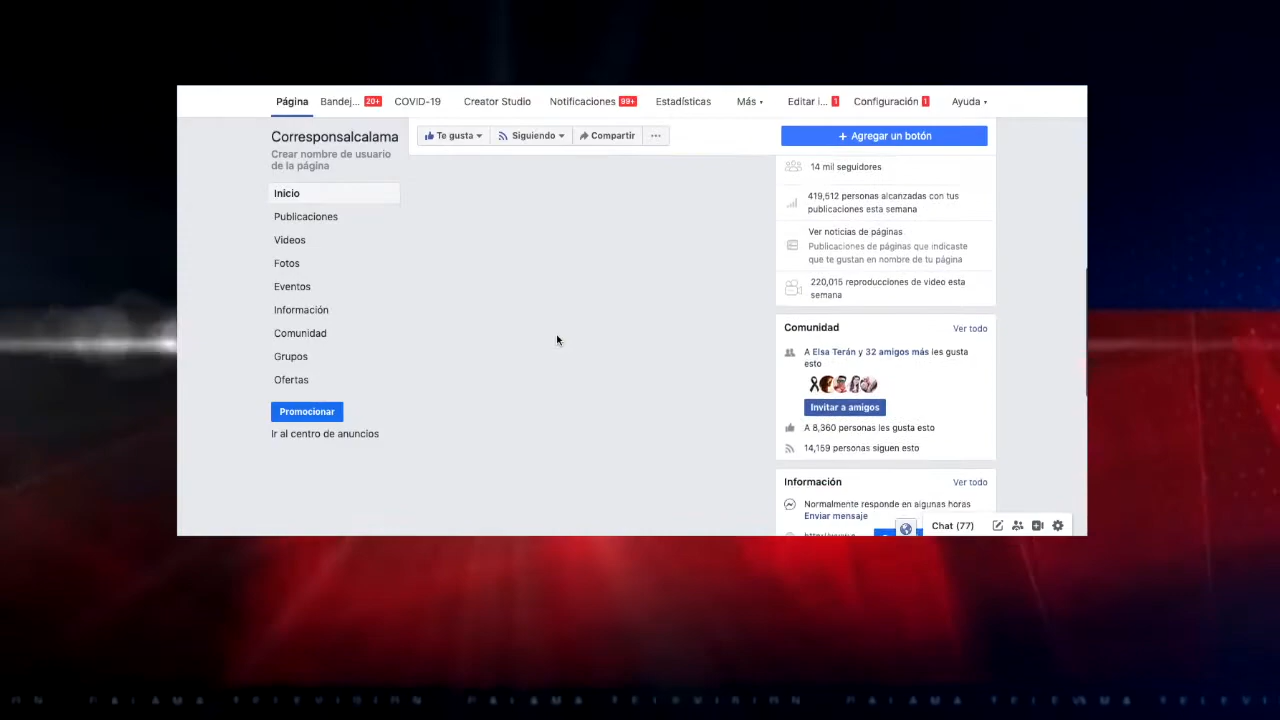 Página Bandej... 20+ COVID-19 Creator Studio Notificaciones 99+ Estadísticas Más Editar i... 1 Configuración 1 Ayuda
Corresponsalcalama
Crear nombre de usuario
de la página
Te gusta Siguiendo Compartir ...
+ Agregar un botón
Inicio
Publicaciones
Videos
Fotos
Eventos
Información
Comunidad
Grupos
Ofertas
Promocionar
Ir al centro de anuncios
14 mil seguidores
419,512 personas alcanzadas con tus
publicaciones esta semana
Ver noticias de páginas
Publicaciones de páginas que indicaste
que te gustan en nombre de tu página
220,015 reproducciones de video esta
semana
Comunidad Ver todo
A Elsa Terán y 32 amigos más les gusta
esto
Invitar a amigos
A 8,360 personas les gusta esto
14,159 personas siguen esto
Información Ver todo
Normalmente responde en algunas horas
Enviar mensaje
Chat (77)